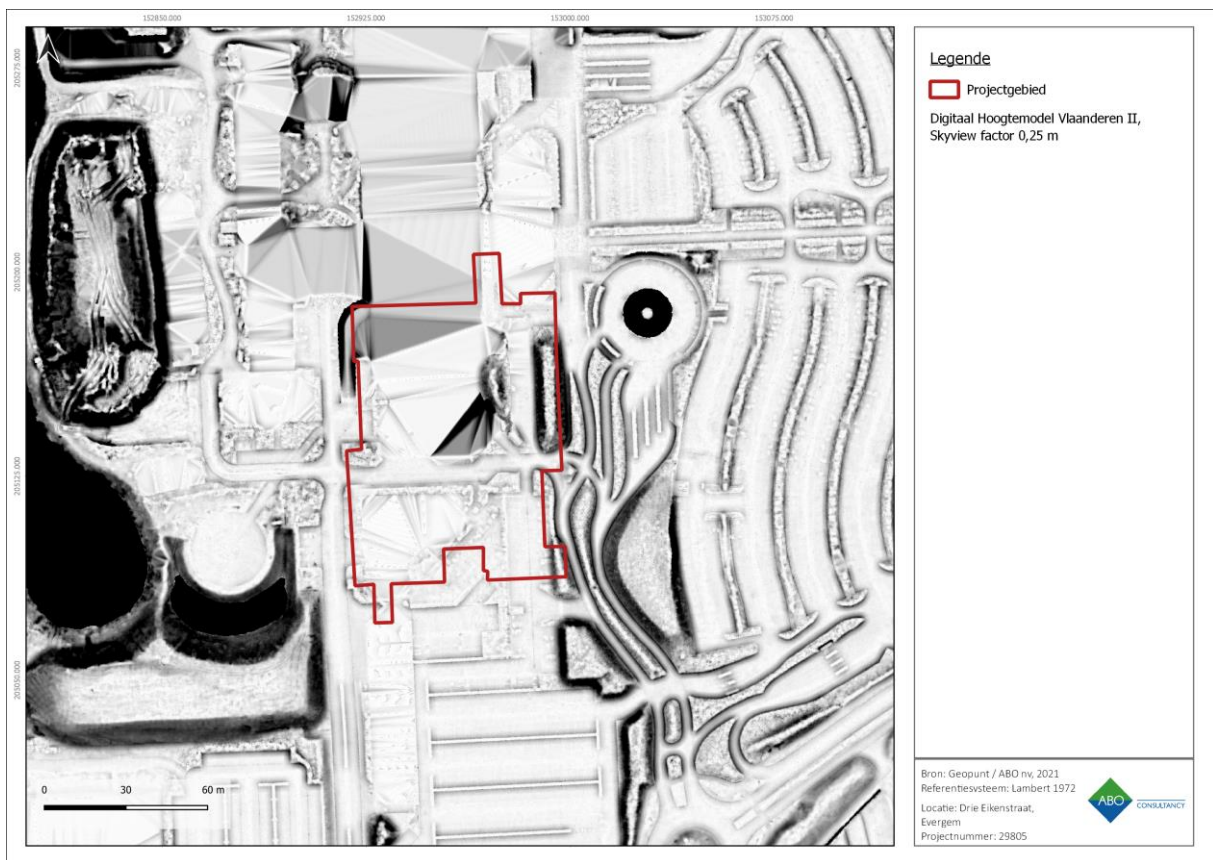 152850.000 152925.000 153000.000 153075.000
205275.000
205200.000
205125.000
205050.000
0 30 60 m
Legende
Projectgebied
Digitaal Hoogtemodel Vlaanderen II,
Skyview factor 0,25 m
Bron: Geopunt / ABO nv, 2021
Referentiesysteem: Lambert 1972
Locatie: Drie Eikenstraat,
Evergem
Projectnummer: 29805
ABO CONSULTANCY